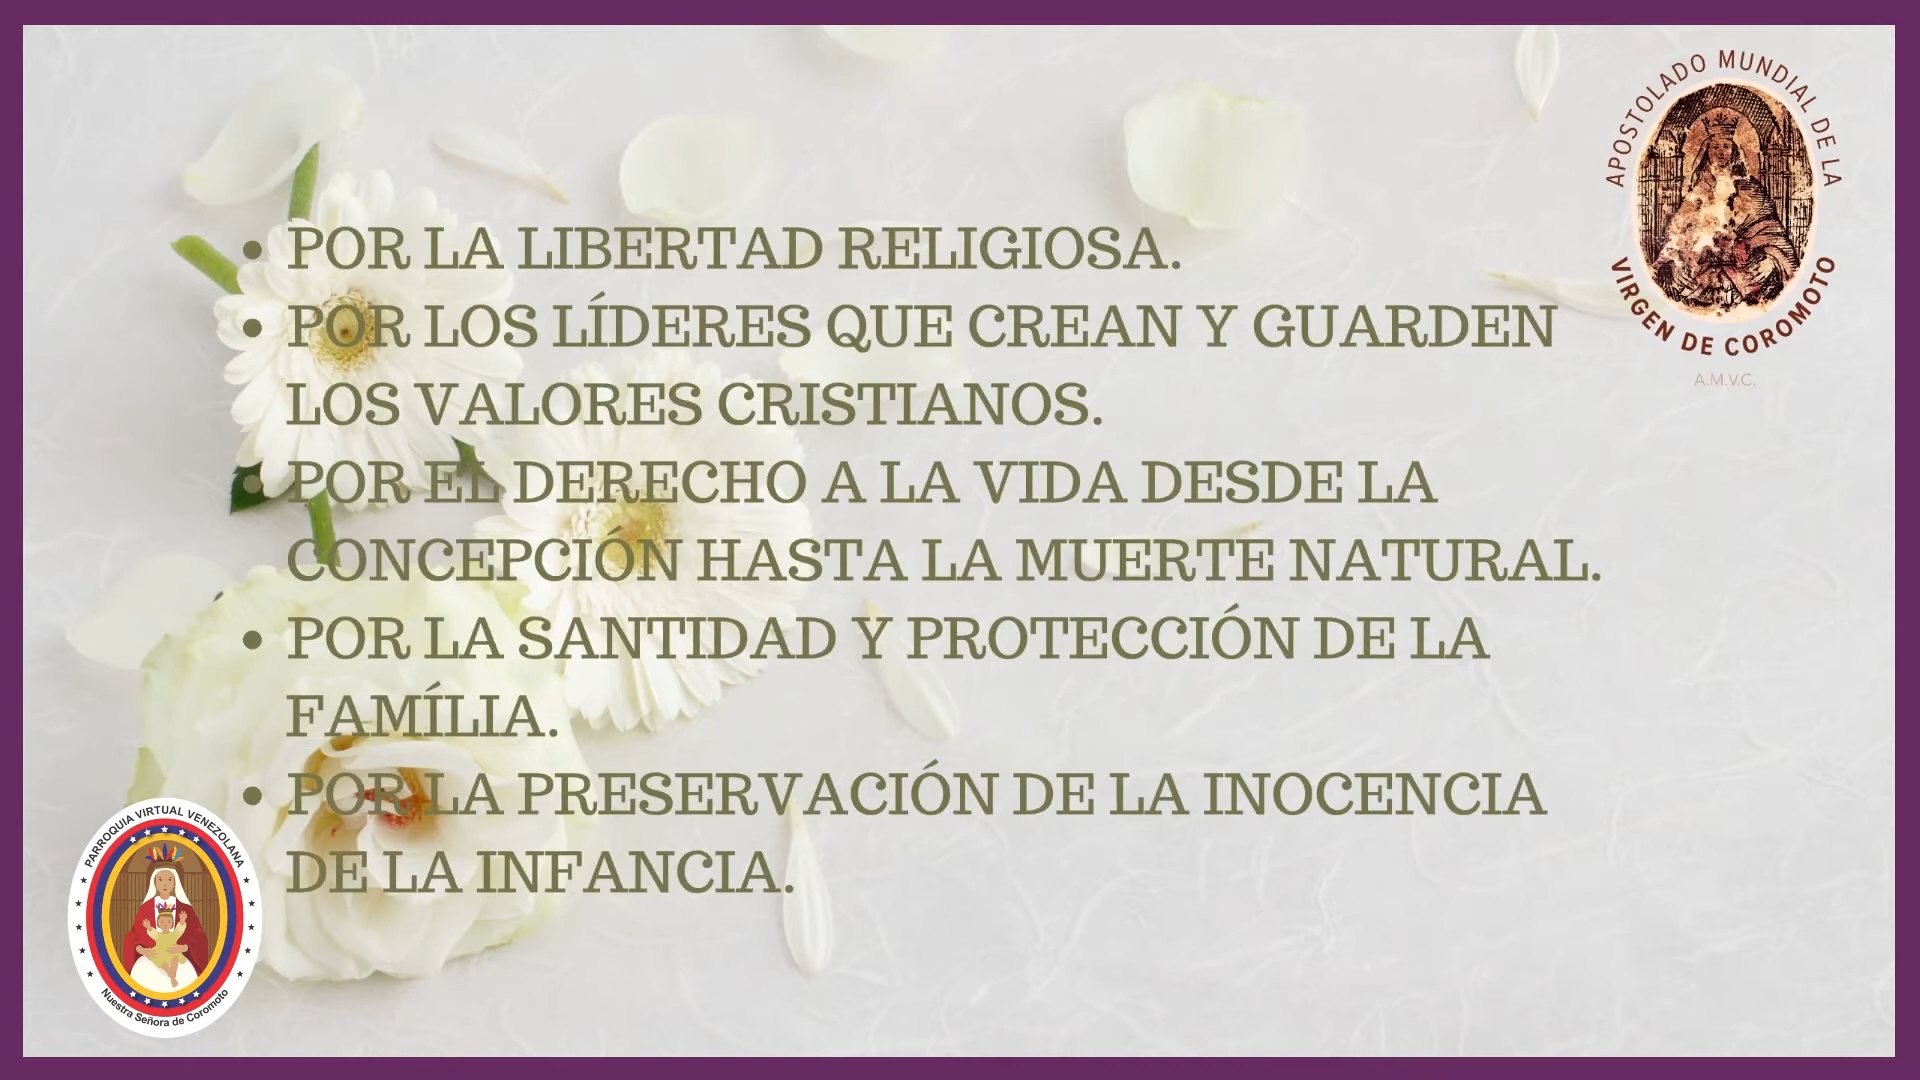 APOSTOLADO MUNDIAL DE LA
VIRGEN DE COROMOTO
A.M.V.C.
• POR LA LIBERTAD RELIGIOSA.
• POR LOS LÍDERES QUE CREAN Y GUARDEN
LOS VALORES CRISTIANOS.
• POR EL DERECHO A LA VIDA DESDE LA
CONCEPCIÓN HASTA LA MUERTE NATURAL.
• POR LA SANTIDAD Y PROTECCIÓN DE LA
FAMÍLIA.
• POR LA PRESERVACIÓN DE LA INOCENCIA
DE LA INFANCIA.
PARROQUIA VIRTUAL VENEZOLANA
Nuestra Señora de Coromoto